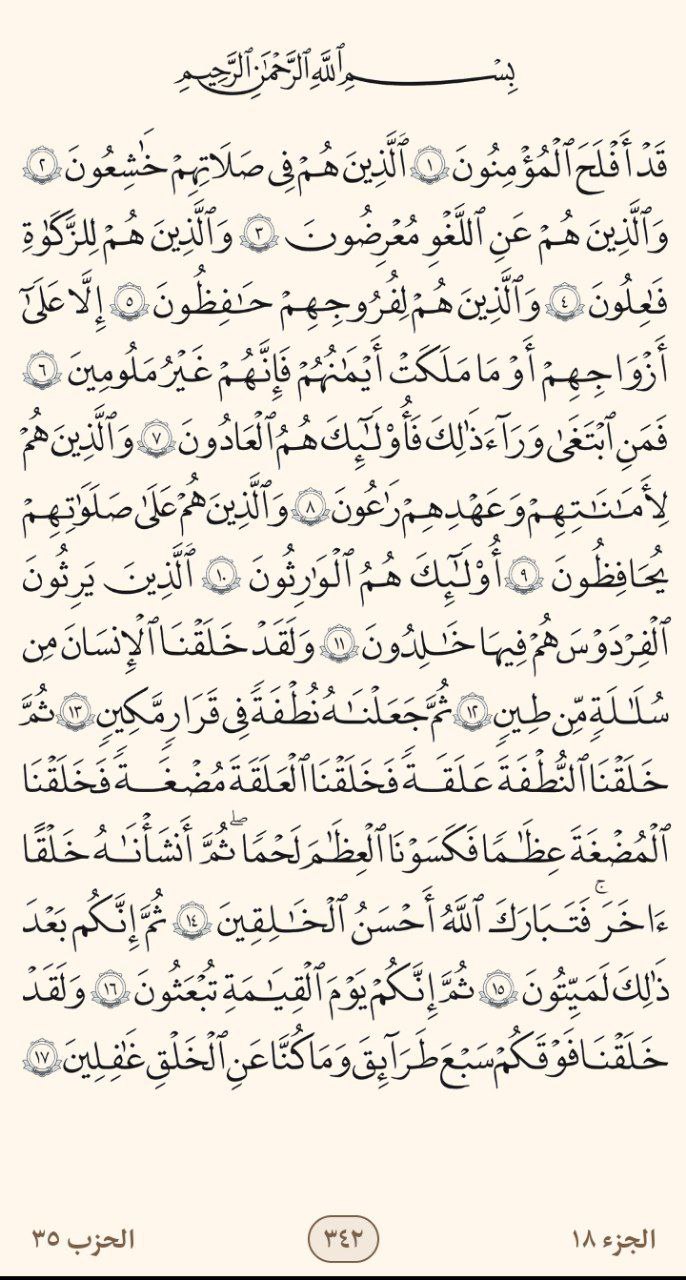 بِسْمِ ٱللَّهِ ٱلرَّحْمَٰنِ ٱلرَّحِيمِ
قَدْ أَفْلَحَ ٱلْمُؤْمِنُونَ ١ ٱلَّذِينَ هُمْ فِى صَلَاتِهِمْ خَٰشِعُونَ ٢
وَٱلَّذِينَ هُمْ عَنِ ٱللَّغْوِ مُعْرِضُونَ ٣ وَٱلَّذِينَ هُمْ لِلزَّكَوٰةِ
فَٰعِلُونَ ٤ وَٱلَّذِينَ هُمْ لِفُرُوجِهِمْ حَٰفِظُونَ ٥ إِلَّا عَلَىٰٓ
أَزْوَٰجِهِمْ أَوْ مَا مَلَكَتْ أَيْمَٰنُهُمْ فَإِنَّهُمْ غَيْرُ مَلُومِينَ ٦
فَمَنِ ٱبْتَغَىٰ وَرَآءَ ذَٰلِكَ فَأُو۟لَٰٓئِكَ هُمُ ٱلْعَادُونَ ٧ وَٱلَّذِينَ هُمْ
لِأَمَٰنَٰتِهِمْ وَعَهْدِهِمْ رَٰعُونَ ٨ وَٱلَّذِينَ هُمْ عَلَىٰ صَلَوَٰتِهِمْ
يُحَافِظُونَ ٩ أُو۟لَٰٓئِكَ هُمُ ٱلْوَٰرِثُونَ ١٠ ٱلَّذِينَ يَرِثُونَ
ٱلْفِرْدَوْسَ هُمْ فِيهَا خَٰلِدُونَ ١١ وَلَقَدْ خَلَقْنَا ٱلْإِنسَٰنَ مِن
سُلَٰلَةٍ مِّن طِينٍ ١٢ ثُمَّ جَعَلْنَٰهُ نُطْفَةً فِى قَرَارٍ مَّكِينٍ ١٣ ثُمَّ
خَلَقْنَا ٱلنُّطْفَةَ عَلَقَةً فَخَلَقْنَا ٱلْعَلَقَةَ مُضْغَةً فَخَلَقْنَا
ٱلْمُضْغَةَ عِظَٰمًا فَكَسَوْنَا ٱلْعِظَٰمَ لَحْمًا ۖ ثُمَّ أَنشَأْنَٰهُ خَلْقًا
ءَاخَرَ ۚ فَتَبَارَكَ ٱللَّهُ أَحْسَنُ ٱلْخَٰلِقِينَ ١٤ ثُمَّ إِنَّكُم بَعْدَ
ذَٰلِكَ لَمَيِّتُونَ ١٥ ثُمَّ إِنَّكُمْ يَوْمَ ٱلْقِيَٰمَةِ تُبْعَثُونَ ١٦ وَلَقَدْ
خَلَقْنَا فَوْقَكُمْ سَبْعَ طَرَآئِقَ وَمَا كُنَّا عَنِ ٱلْخَلْقِ غَٰفِلِينَ ١٧
الجزء ١٨ ٣٤٢ الحزب ٣٥